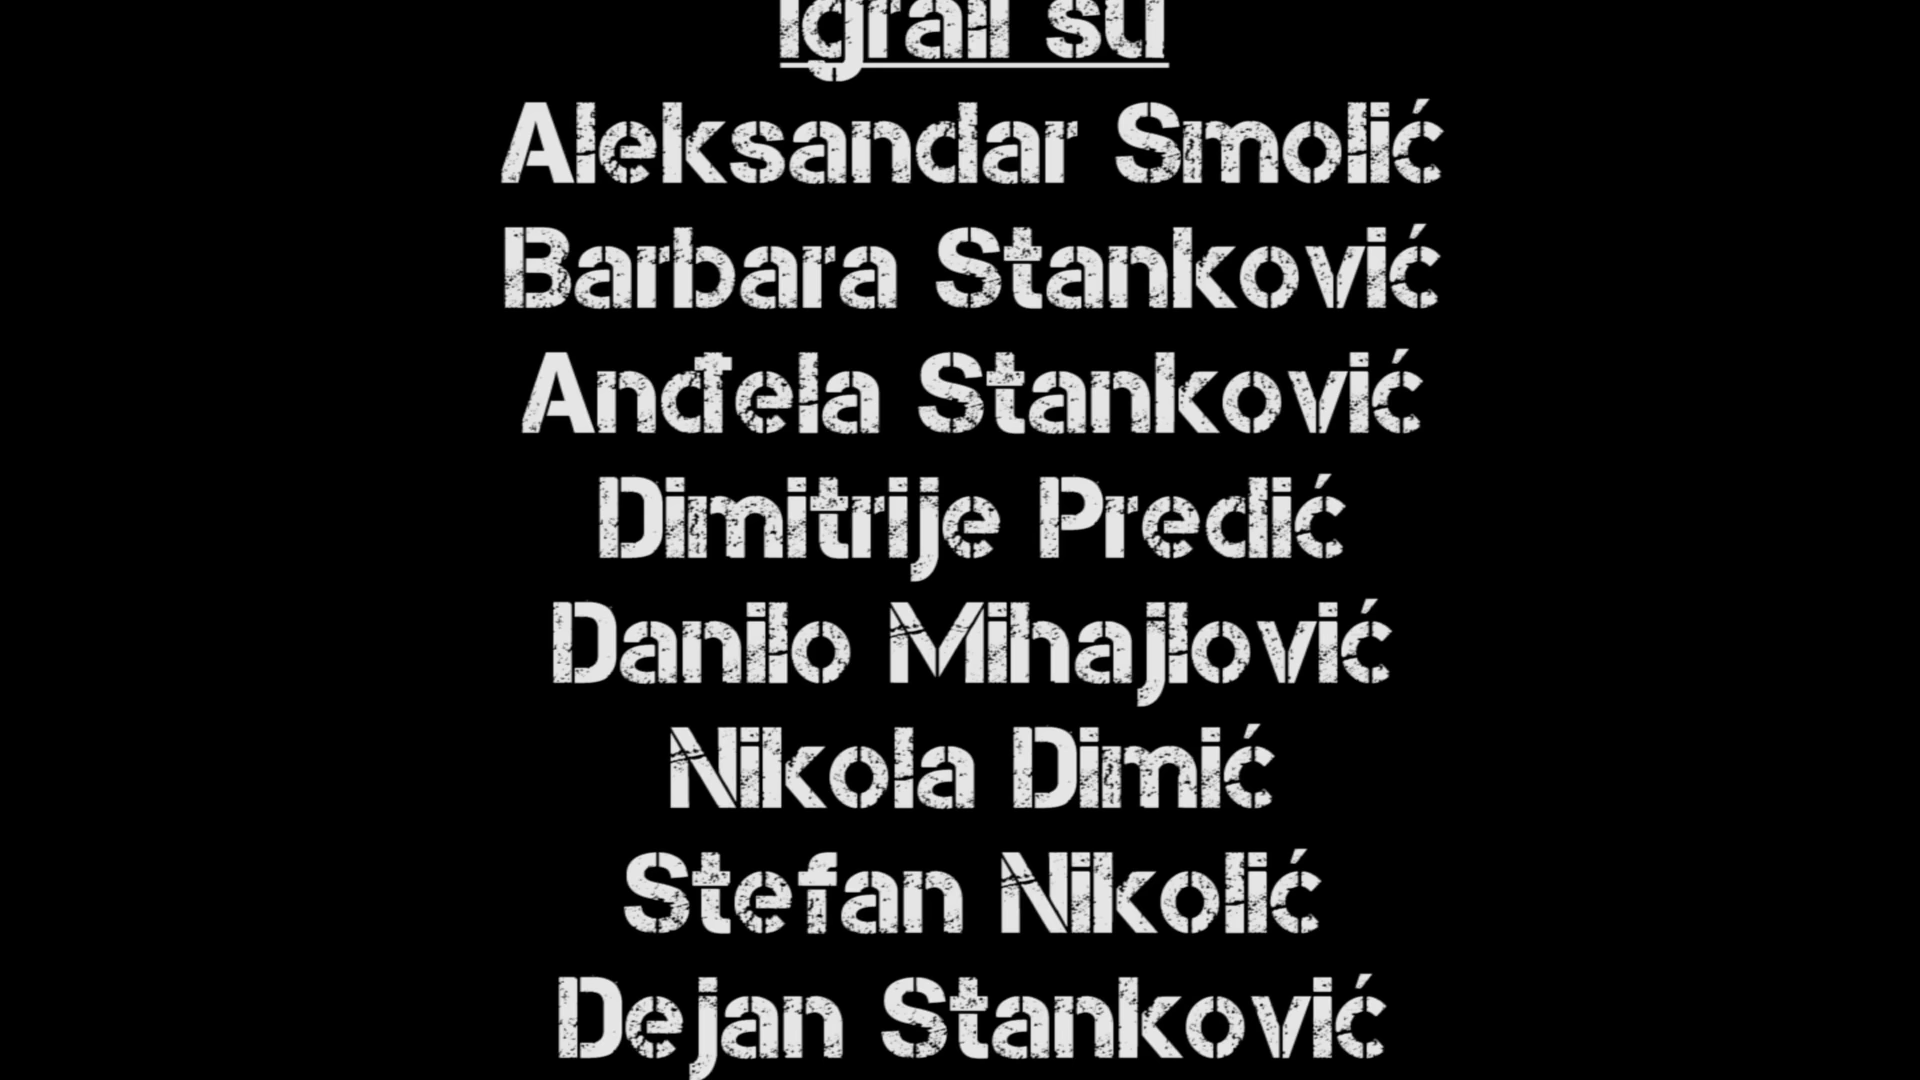 Igrali su
Aleksandar Smolić
Barbara Stanković
Anđela Stanković
Dimitrije Predić
Danilo Mihajlović
Nikola Dimić
Stefan Nikolić
Dejan Stanković